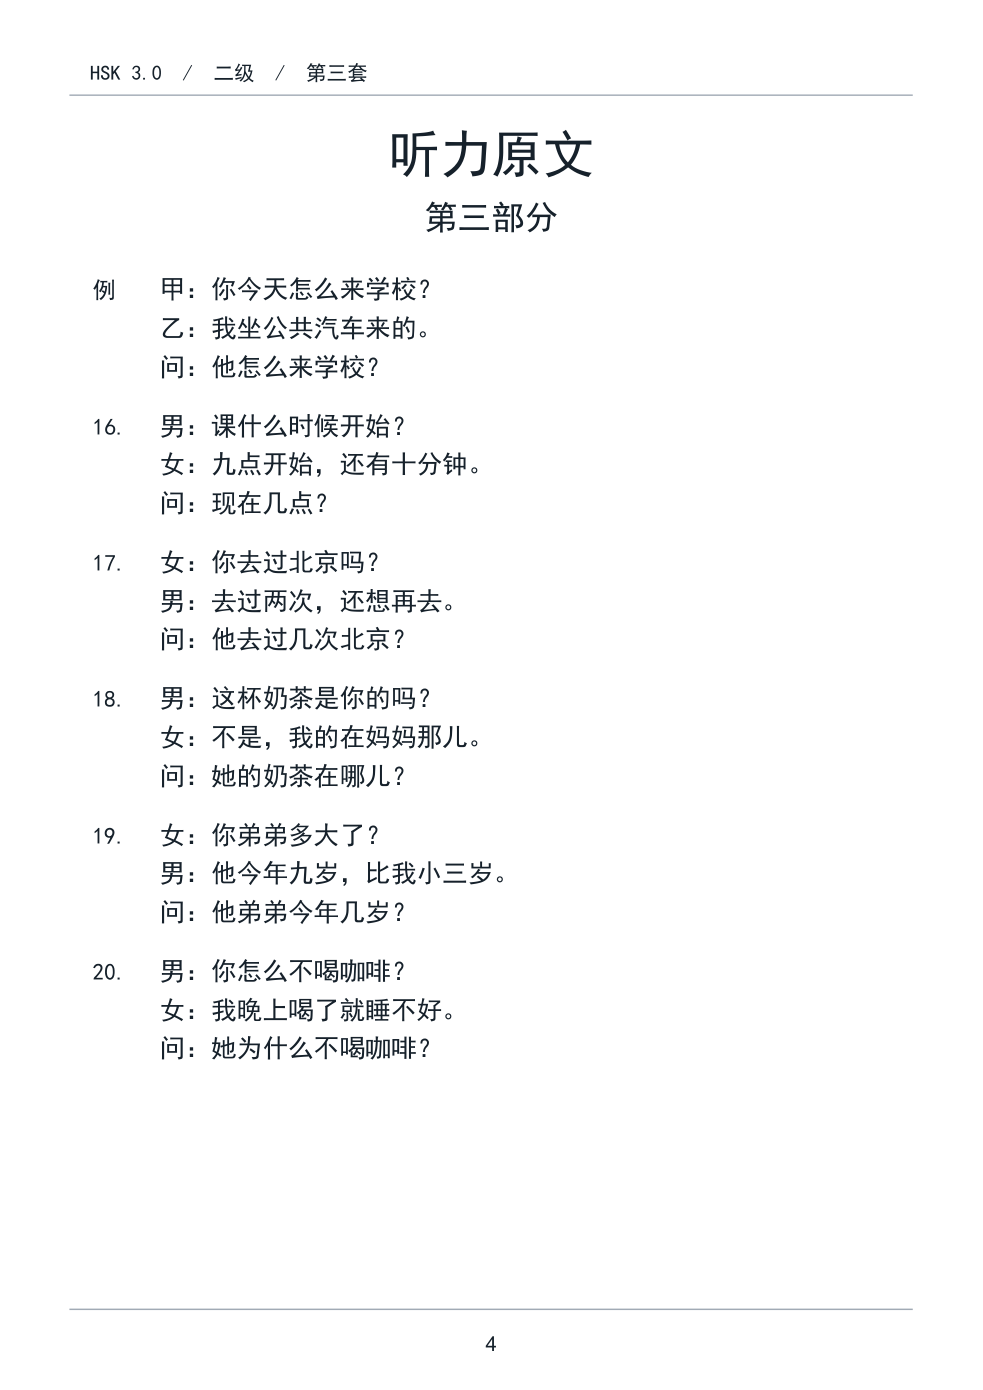 HSK 3.0 / 二级 / 第三套
听力原文
第三部分
例 甲：你今天怎么来学校？
乙：我坐公共汽车来的。
问：他怎么来学校？
16. 男：课什么时候开始？
女：九点开始，还有十分钟。
问：现在几点？
17. 女：你去过北京吗？
男：去过两次，还想再去。
问：他去过几次北京？
18. 男：这杯奶茶是你的吗？
女：不是，我的在妈妈那儿。
问：她的奶茶在哪儿？
19. 女：你弟弟多大了？
男：他今年九岁，比我小三岁。
问：他弟弟今年几岁？
20. 男：你怎么不喝咖啡？
女：我晚上喝了就睡不好。
问：她为什么不喝咖啡？
4